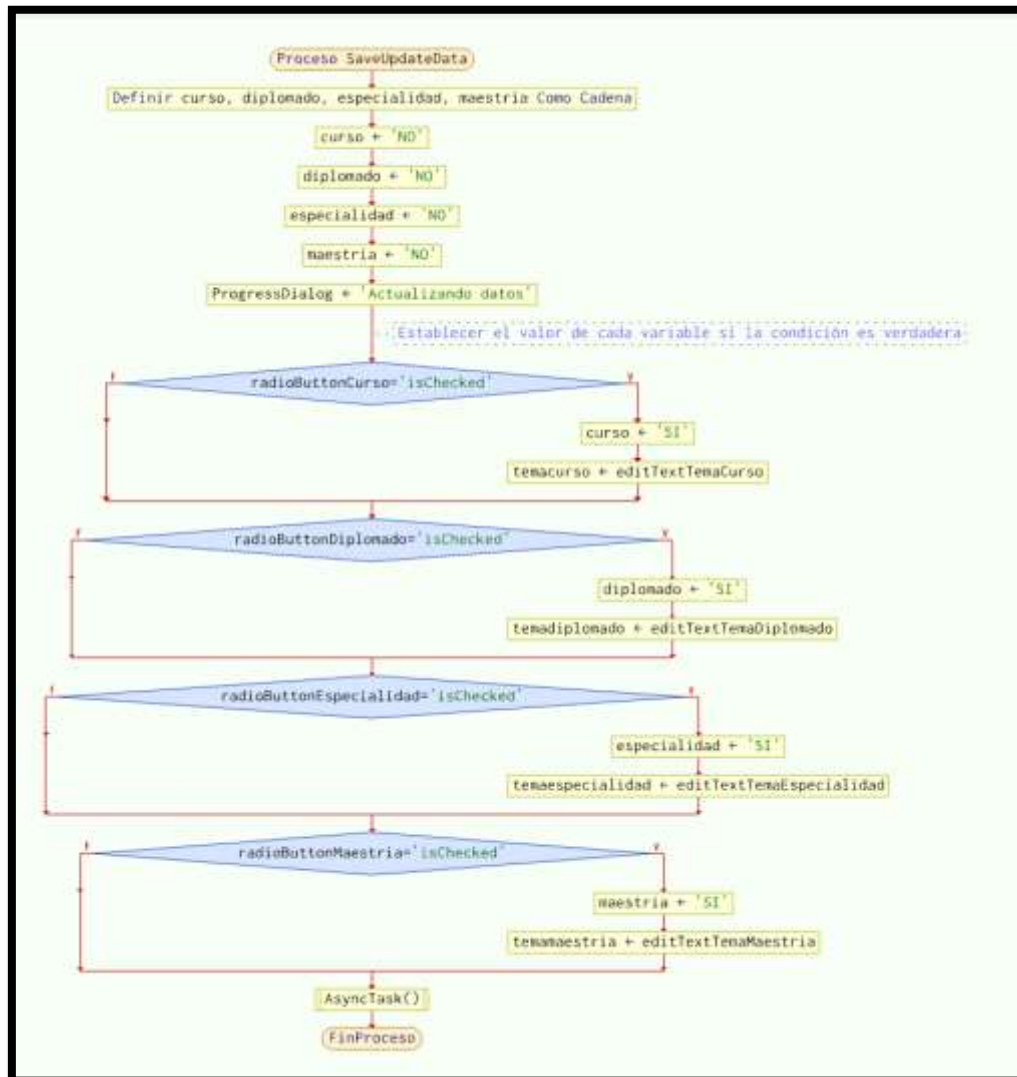 Proceso SaveUpdateData
Definir curso, diplomado, especialidad, maestria Como Cadena
curso ← 'NO'
diplomado ← 'NO'
especialidad ← 'NO'
maestria ← 'NO'
ProgressDialog ← 'Actualizando datos'
Establecer el valor de cada variable si la condición es verdadera
F radioButtonCurso='isChecked' V
curso ← 'SI'
temacurso ← editTextTemaCurso
F radioButtonDiplomado='isChecked' V
diplomado ← 'SI'
temadiplomado ← editTextTemaDiplomado
F radioButtonEspecialidad='isChecked' V
especialidad ← 'SI'
temaespecialidad ← editTextTemaEspecialidad
F radioButtonMaestria='isChecked' V
maestria ← 'SI'
temamaestria ← editTextTemaMaestria
AsyncTask()
FinProceso